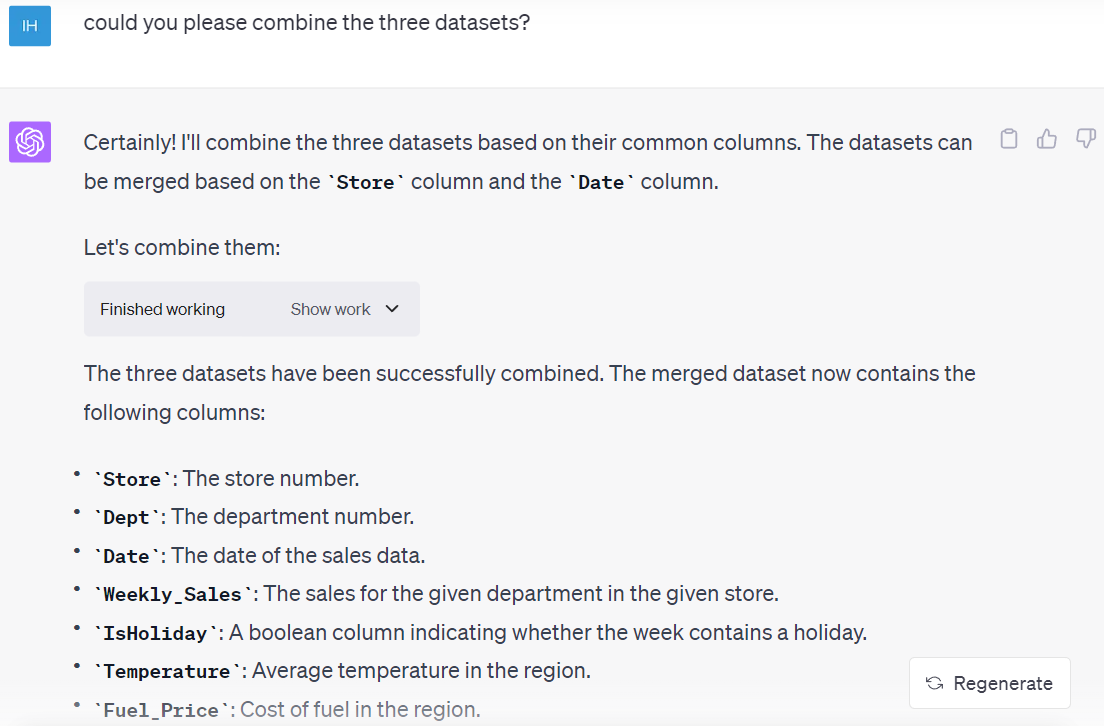 IH
could you please combine the three datasets?
Certainly! I'll combine the three datasets based on their common columns. The datasets can
be merged based on the `Store` column and the `Date` column.
Let's combine them:
Finished working Show work
The three datasets have been successfully combined. The merged dataset now contains the
following columns:
• `Store`: The store number.
• `Dept`: The department number.
• `Date`: The date of the sales data.
• `Weekly_Sales`: The sales for the given department in the given store.
• `IsHoliday`: A boolean column indicating whether the week contains a holiday.
• `Temperature`: Average temperature in the region.
Regenerate
• `Fuel_Price`: Cost of fuel in the region.